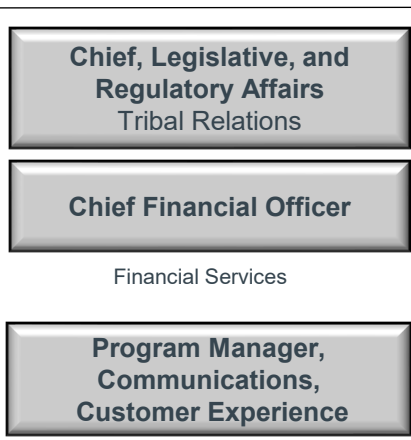 Chief, Legislative, and
Regulatory Affairs
Tribal Relations
Chief Financial Officer
Financial Services
Program Manager,
Communications,
Customer Experience